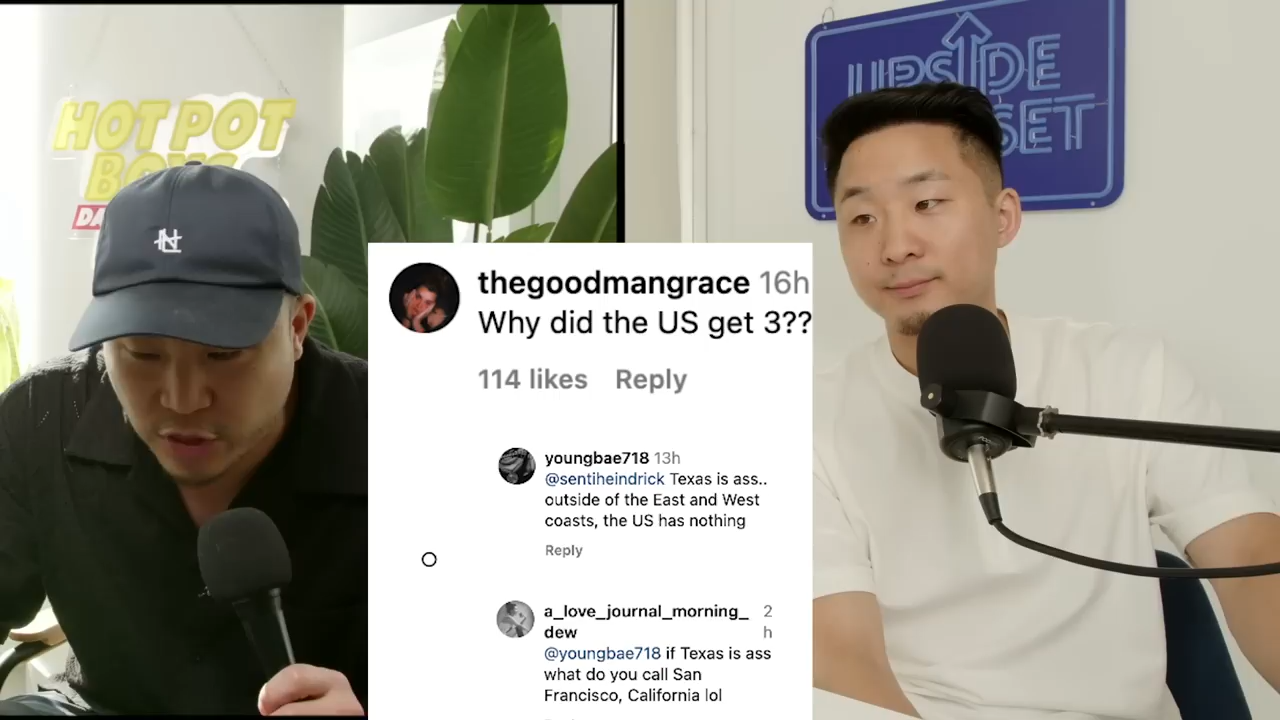 HOT POT
UPSIDE
thegoodmangrace 16h
Why did the US get 3??
114 likes Reply
youngbae718 13h
@sentiheindrick Texas is ass..
outside of the East and West
coasts, the US has nothing
Reply
a_love_journal_morning_ 2
dew h
@youngbae718 if Texas is ass
what do you call San
Francisco, California lol